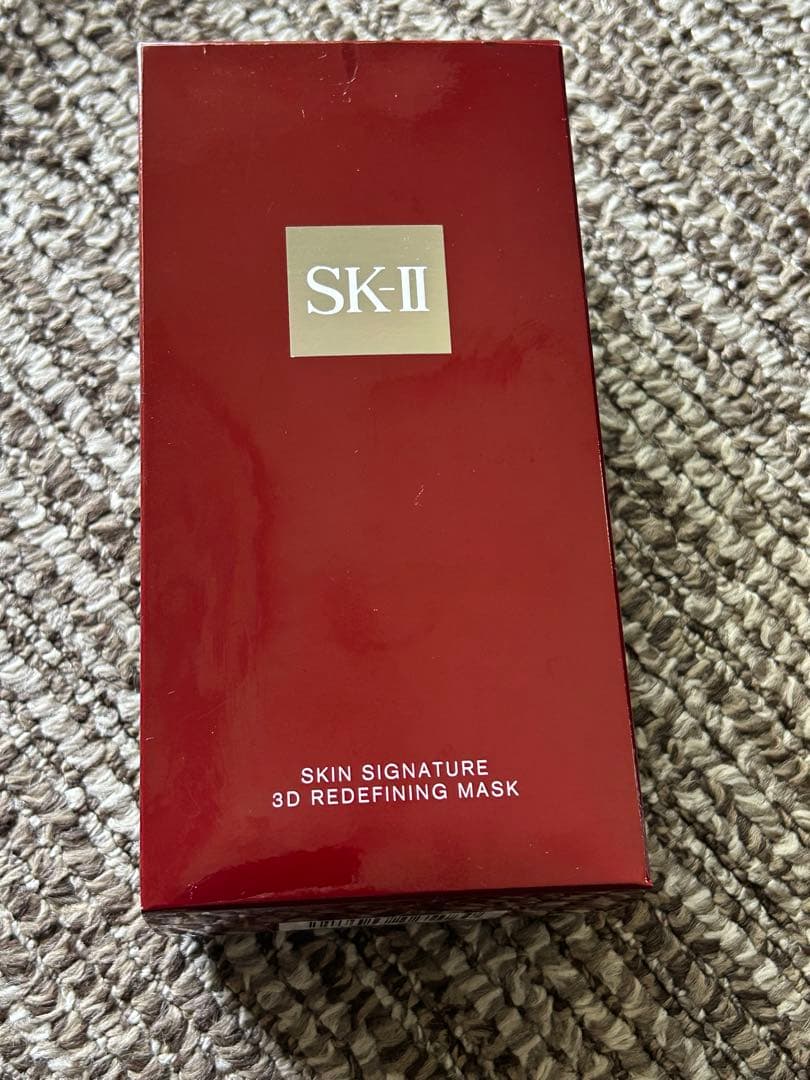 SK-II
SKIN SIGNATURE
3D REDEFINING MASK